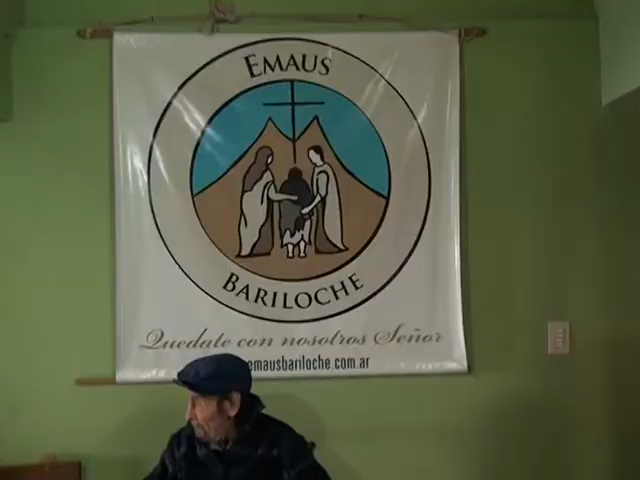 EMAUS
BARILOCHE
Quedate con nosotros Señor
emausbariloche.com.ar